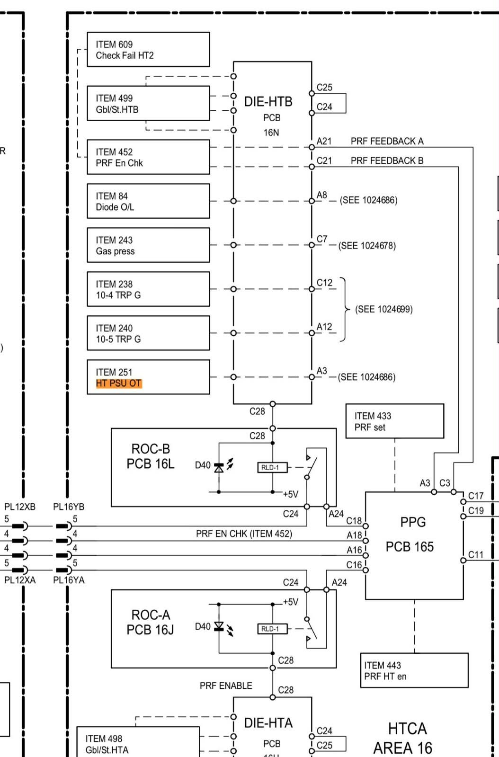 ITEM 609
Check Fail HT2
ITEM 499
Gbl/St.HTB
DIE-HTB
PCB
16N
C25
C24
ITEM 452
PRF En Chk
A21
PRF FEEDBACK A
C21
PRF FEEDBACK B
R
ITEM 84
Diode O/L
A8
(SEE 1024686)
ITEM 243
Gas press
C7
(SEE 1024678)
ITEM 238
10-4 TRP G
C12
(SEE 1024699)
ITEM 240
10-5 TRP G
A12
)
ITEM 251
HT PSU OT
A3
(SEE 1024686)
C28
ITEM 433
PRF set
C28
ROC-B
PCB 16L
D40
RLD-1
+5V
A3
C3
PL12XB
PL16YB
C24
A24
C17
C19
5
5
C18
PPG
PCB 165
4
4
PRF EN CHK (ITEM 452)
A18
4
4
A16
C11
5
5
C16
PL12XA
PL16YA
C24
A24
ROC-A
PCB 16J
+5V
D40
RLD-1
C28
ITEM 443
PRF HT en
PRF ENABLE
C28
DIE-HTA
PCB
C24
C25
HTCA
AREA 16
ITEM 498
Gbl/St.HTA